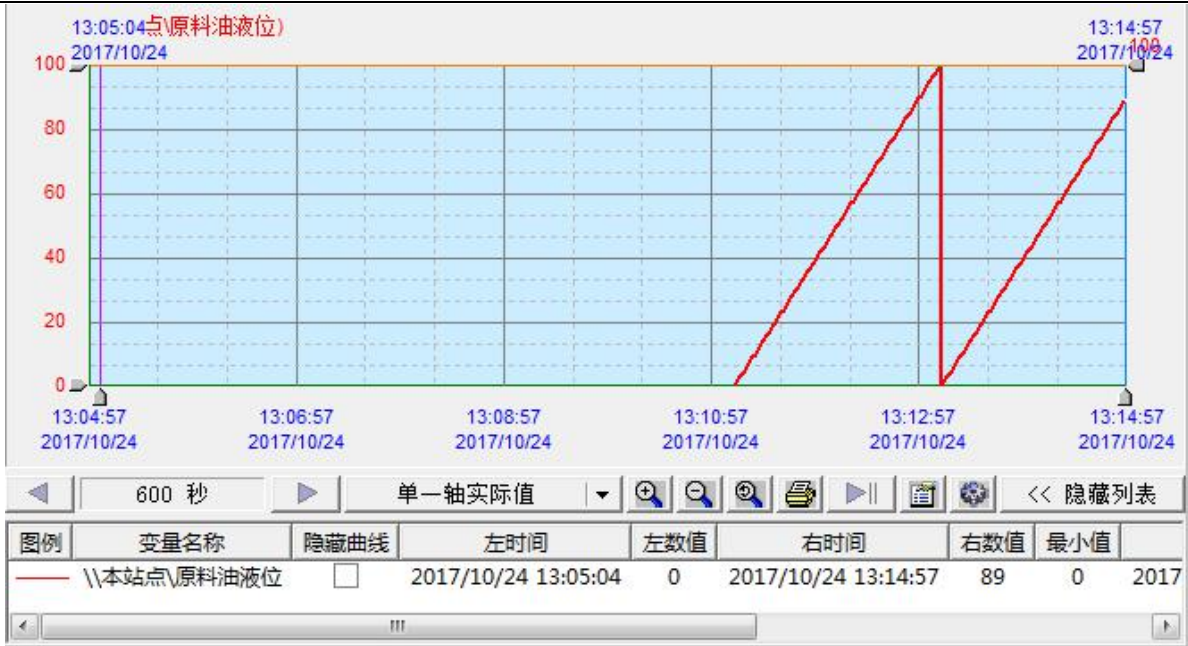 13:05:04点\原料油液位) 13:14:57
2017/10/24 2017/10/24
100 100
80
60
40
20
0
13:04:57 13:06:57 13:08:57 13:10:57 13:12:57 13:14:57
2017/10/24 2017/10/24 2017/10/24 2017/10/24 2017/10/24 2017/10/24
600 秒 单一轴实际值 << 隐藏列表
图例 变量名称 隐藏曲线 左时间 左数值 右时间 右数值 最小值
\\本站点\原料油液位 2017/10/24 13:05:04 0 2017/10/24 13:14:57 89 0 2017